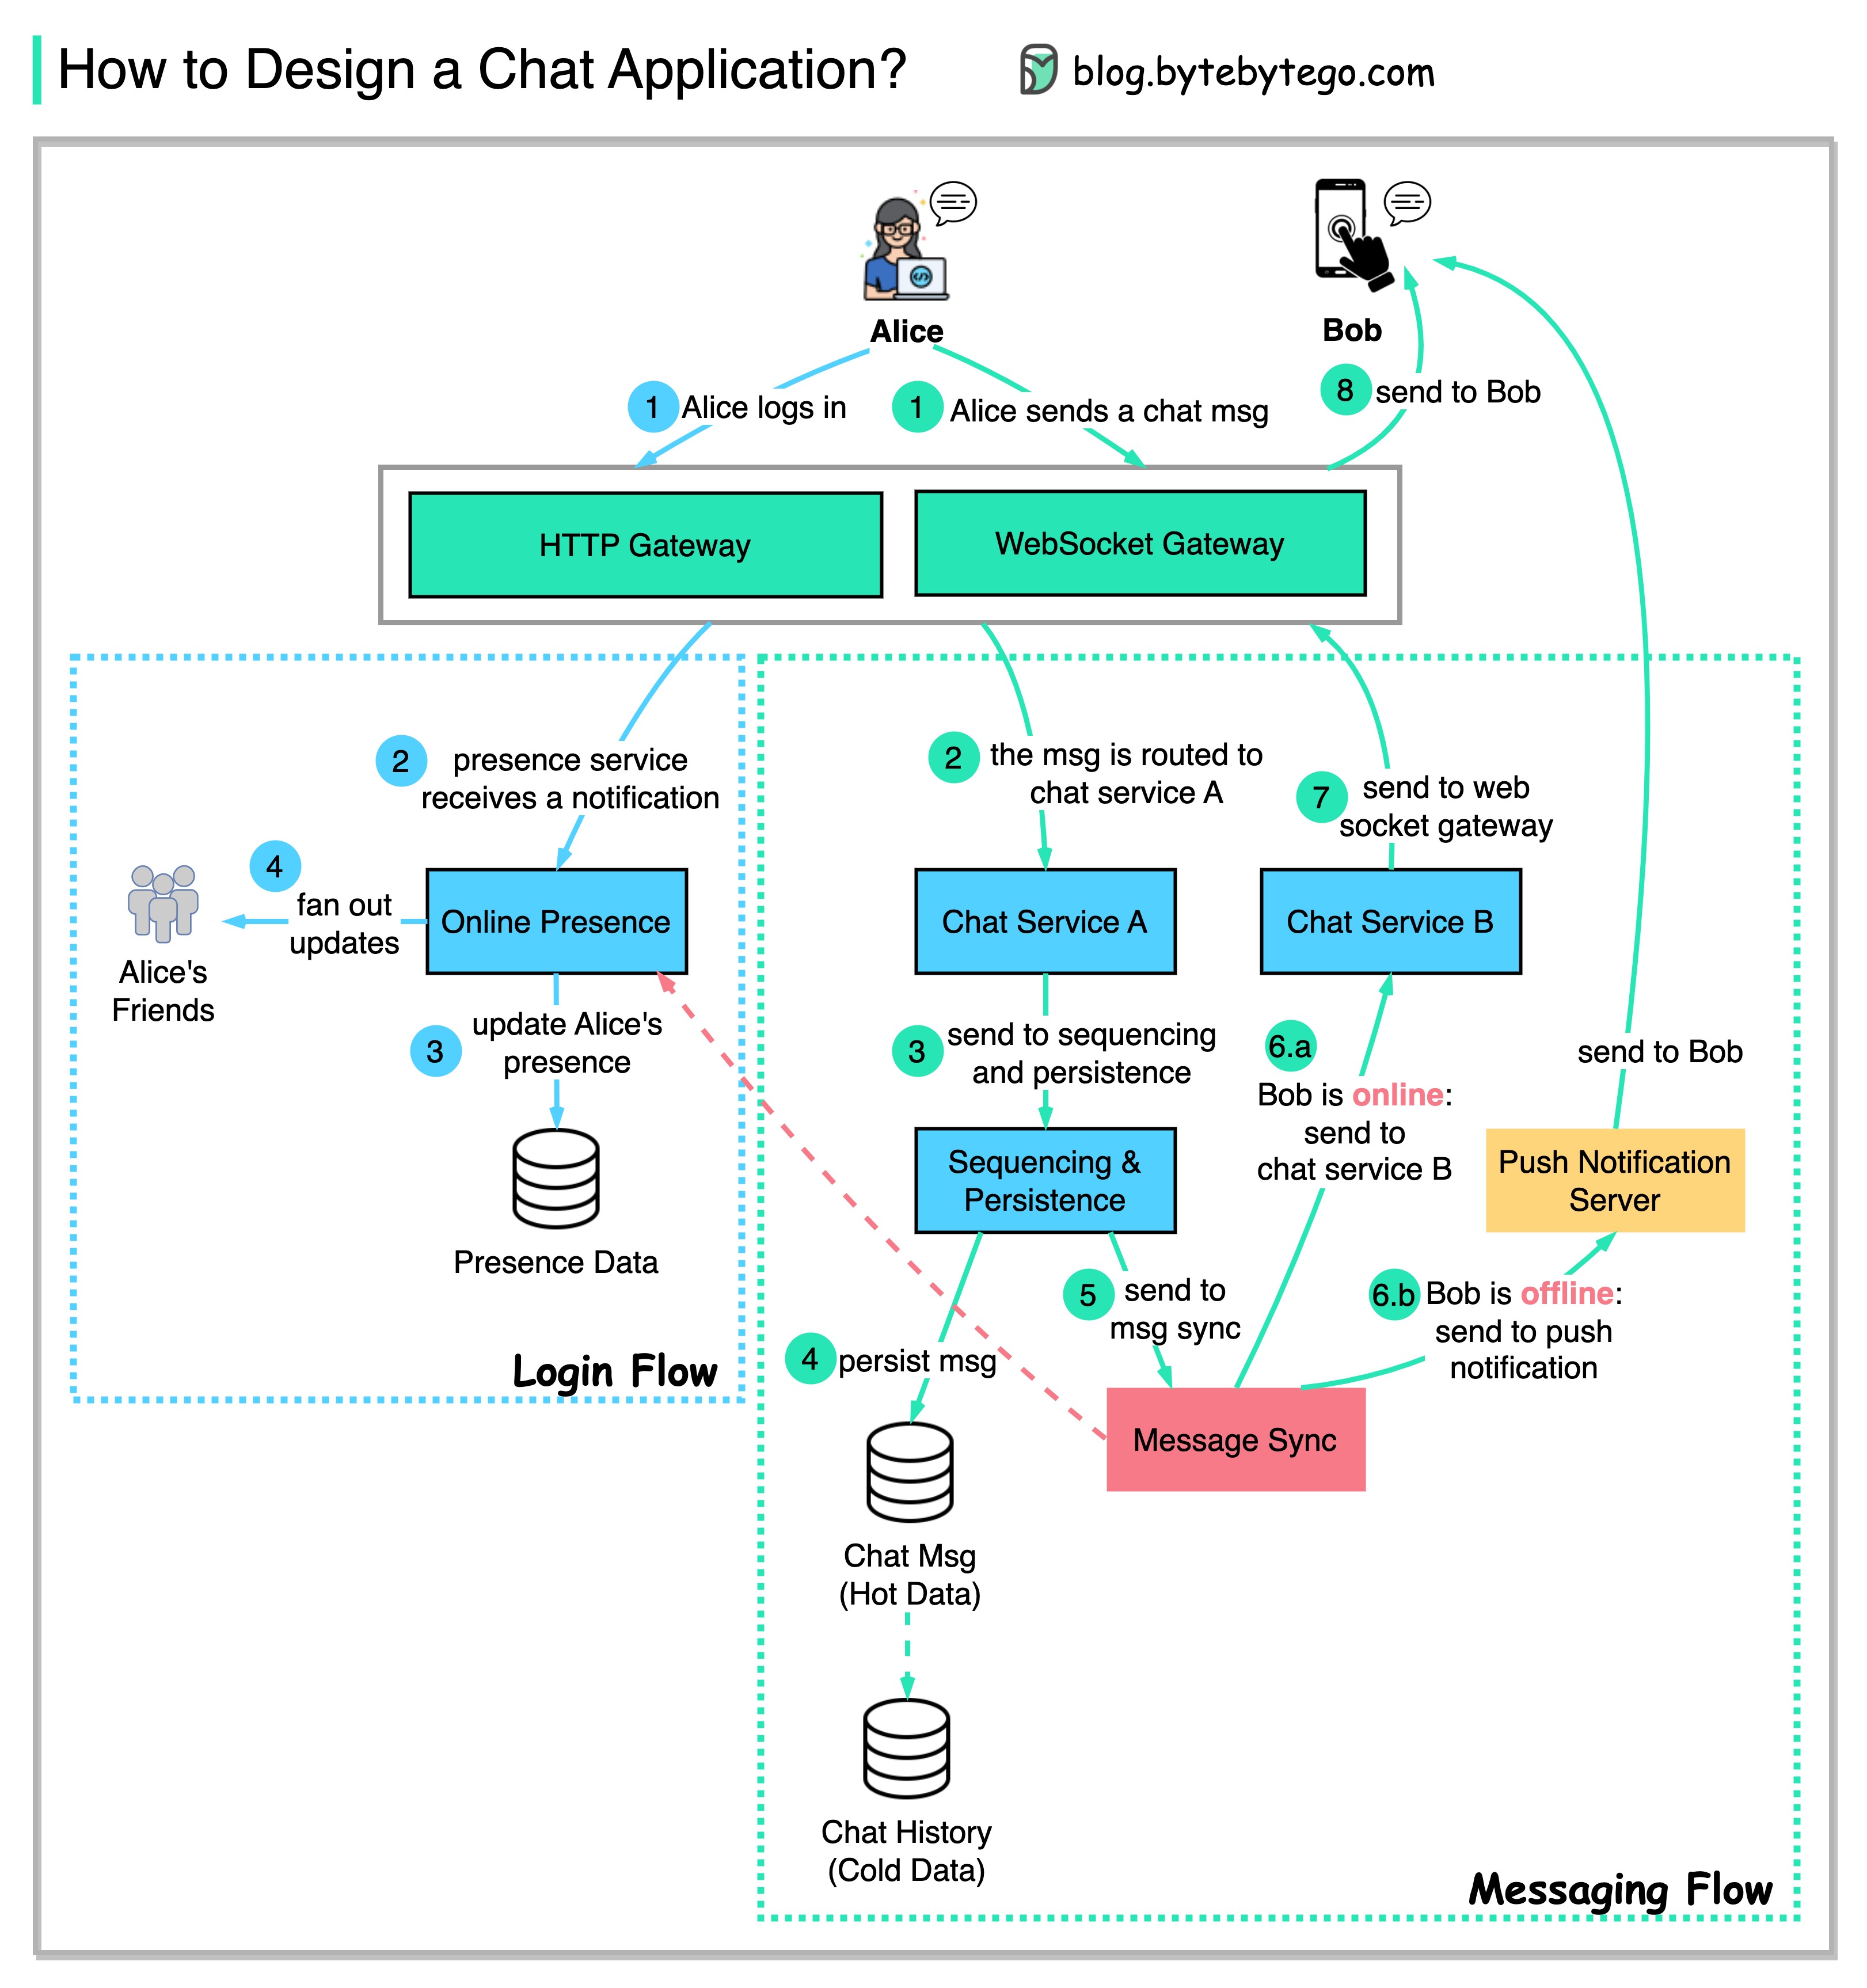 How to Design a Chat Application?
blog.bytebytego.com
Alice
Bob
1 Alice logs in
1 Alice sends a chat msg
8 send to Bob
HTTP Gateway
WebSocket Gateway
2 presence service
receives a notification
4
fan out
updates
Alice's
Friends
Online Presence
3 update Alice's
presence
Presence Data
Login Flow
2 the msg is routed to
chat service A
7 send to web
socket gateway
Chat Service A
Chat Service B
3 send to sequencing
and persistence
6.a
Bob is online:
send to
chat service B
send to Bob
Sequencing &
Persistence
Push Notification
Server
5 send to
msg sync
6.b Bob is offline:
send to push
notification
4 persist msg
Message Sync
Chat Msg
(Hot Data)
Chat History
(Cold Data)
Messaging Flow